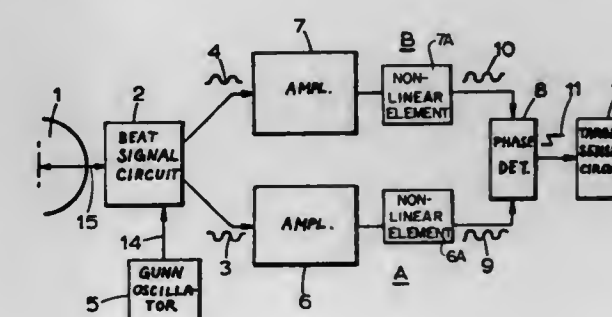 7
B
4
7A
10
1
2
AMPL.
NON-
LINEAR
ELEMENT
8
11
BEAT
SIGNAL
CIRCUIT
PHASE
DET.
15
14
3
AMPL.
NON-
LINEAR
ELEMENT
6A
9
A
6
5
GUNN
OSCILLA-
TOR